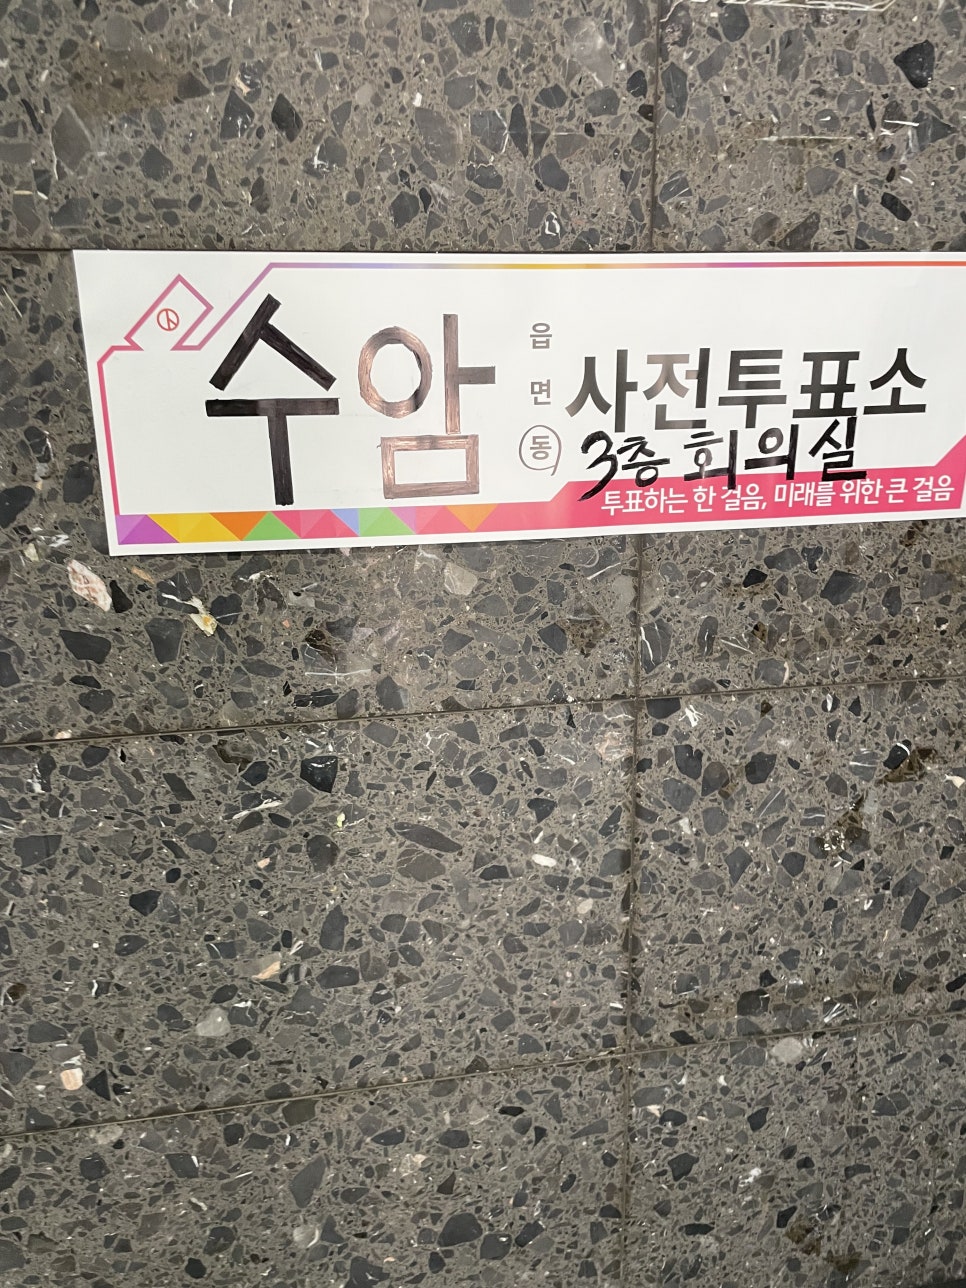 수암 읍면동 사전투표소
3층 회의실
투표하는 한 걸음, 미래를 위한 큰 걸음